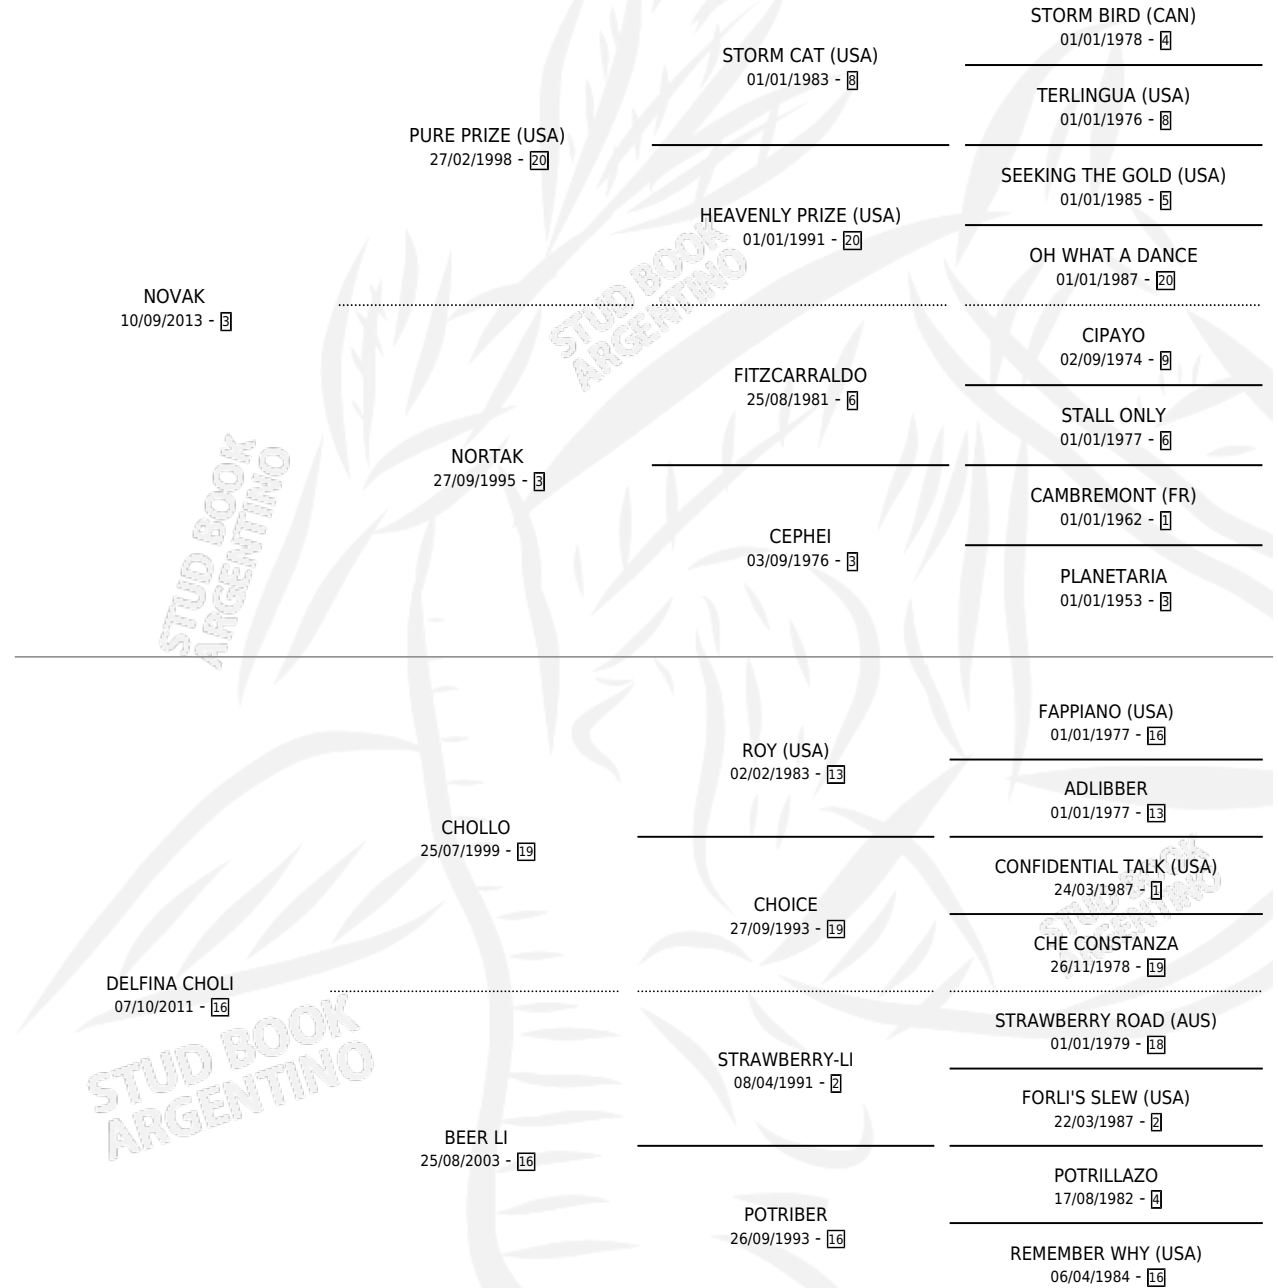 STORM BIRD (CAN)
01/01/1978 - 4
STORM CAT (USA)
01/01/1983 - 8
TERLINGUA (USA)
01/01/1976 - 8
PURE PRIZE (USA)
27/02/1998 - 20
SEEKING THE GOLD (USA)
01/01/1985 - 5
HEAVENLY PRIZE (USA)
01/01/1991 - 20
OH WHAT A DANCE
01/01/1987 - 20
NOVAK
10/09/2013 - 3
CIPAYO
02/09/1974 - 9
FITZCARRALDO
25/08/1981 - 6
STALL ONLY
01/01/1977 - 6
NORTAK
27/09/1995 - 3
CAMBREMONT (FR)
01/01/1962 - 1
CEPHEI
03/09/1976 - 3
PLANETARIA
01/01/1953 - 3
STUD BOOK
ARGENTINO
STUD BOOK
ARGENTINO
FAPPIANO (USA)
01/01/1977 - 16
ROY (USA)
02/02/1983 - 13
ADLIBBER
01/01/1977 - 13
CHOLLO
25/07/1999 - 19
CONFIDENTIAL TALK (USA)
24/03/1987 - 1
CHOICE
27/09/1993 - 19
CHE CONSTANZA
26/11/1978 - 19
DELFINA CHOLI
07/10/2011 - 16
STRAWBERRY ROAD (AUS)
01/01/1979 - 18
STRAWBERRY-LI
08/04/1991 - 2
FORLI'S SLEW (USA)
22/03/1987 - 2
BEER LI
25/08/2003 - 16
POTRILLAZO
17/08/1982 - 4
POTRIBER
26/09/1993 - 16
REMEMBER WHY (USA)
06/04/1984 - 16
STUD BOOK
ARGENTINO
STUD BOOK
ARGENTINO